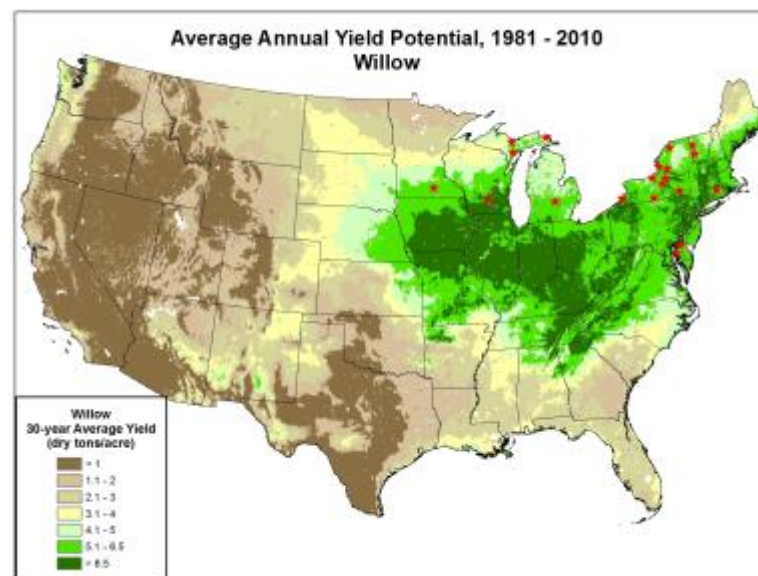 Average Annual Yield Potential, 1981 - 2010
Willow
Willow
30-year Average Yield
(dry tons/acre)
< 1
1.1 - 2
2.1 - 3
3.1 - 4
4.1 - 5
5.1 - 6.5
> 6.5